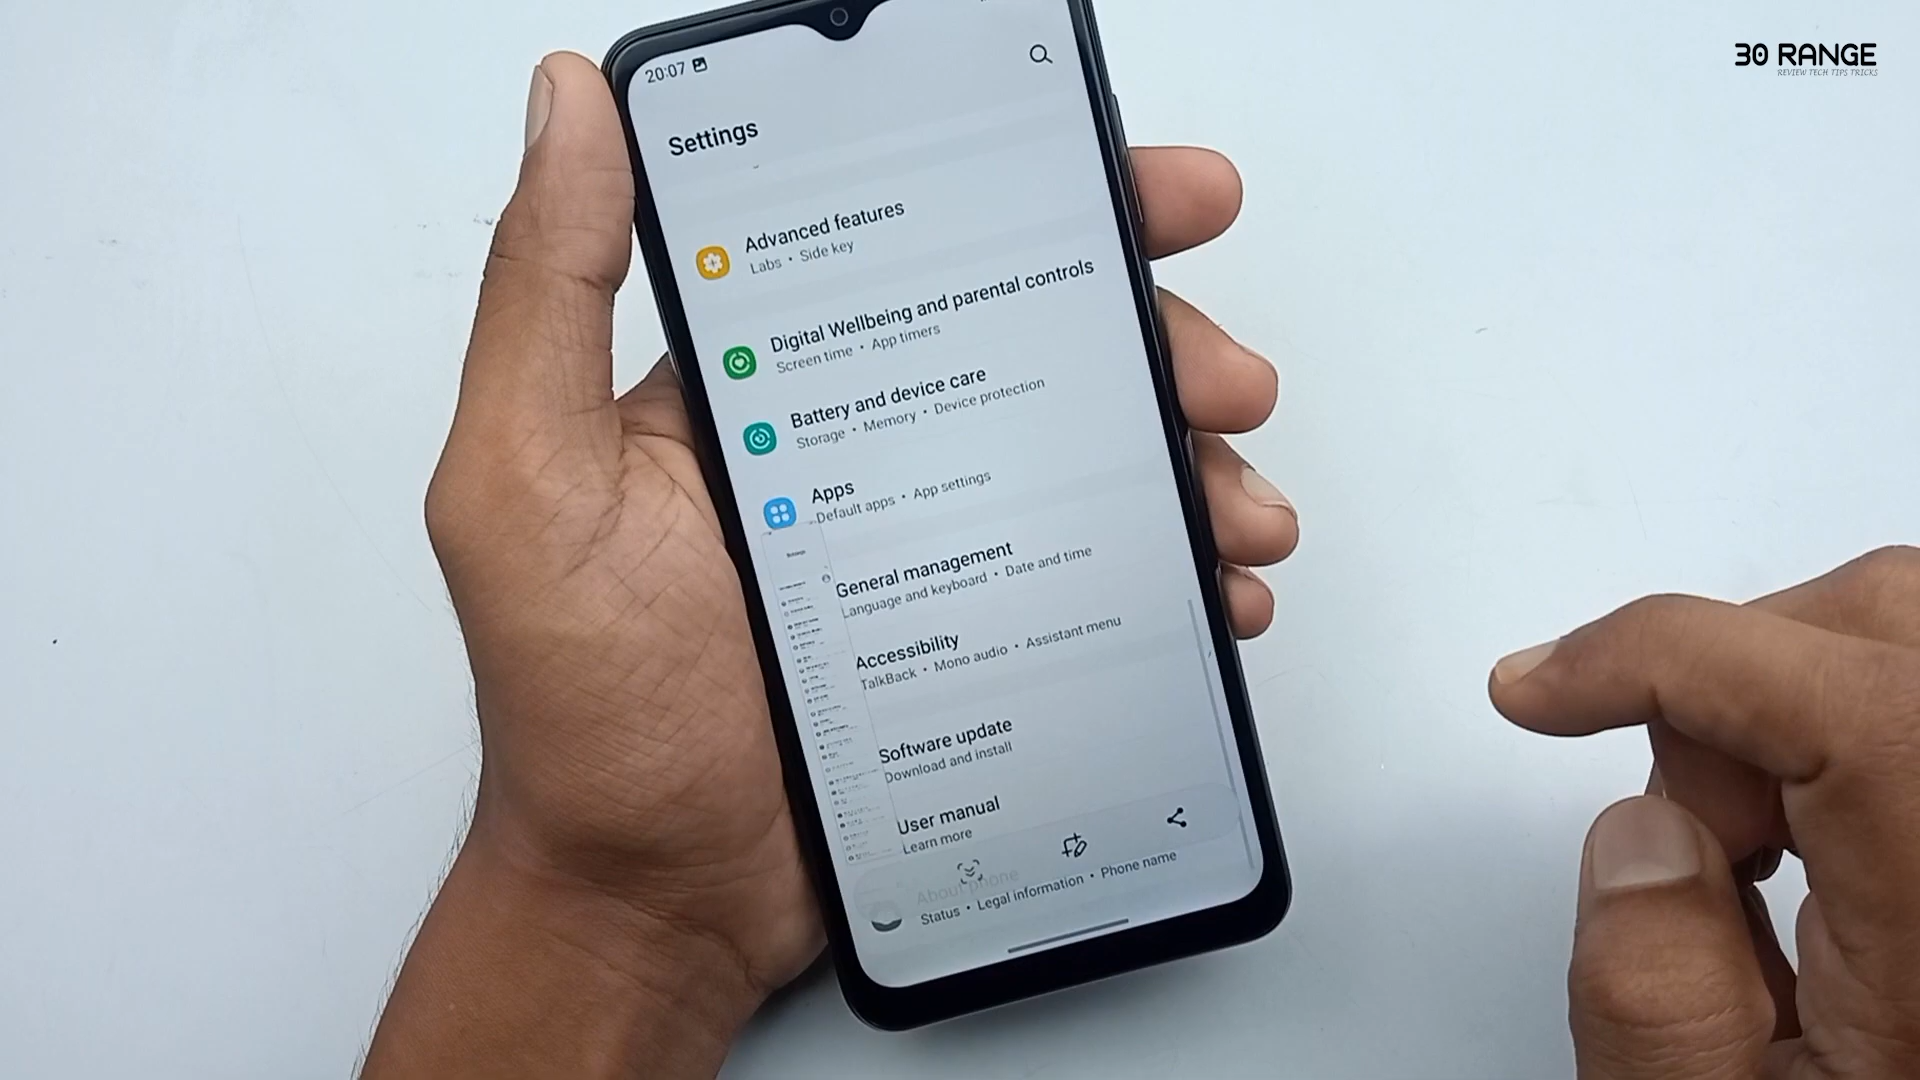 30 RANGE
REVIEW TECH TIPS TRICKS
20:07
Settings
Advanced features
Labs • Side key
Digital Wellbeing and parental controls
Screen time • App timers
Battery and device care
Storage • Memory • Device protection
Apps
Default apps • App settings
Settings
General management
Language and keyboard • Date and time
Accessibility
TalkBack • Mono audio • Assistant menu
Software update
Download and install
User manual
Learn more
About phone
Status • Legal information • Phone name